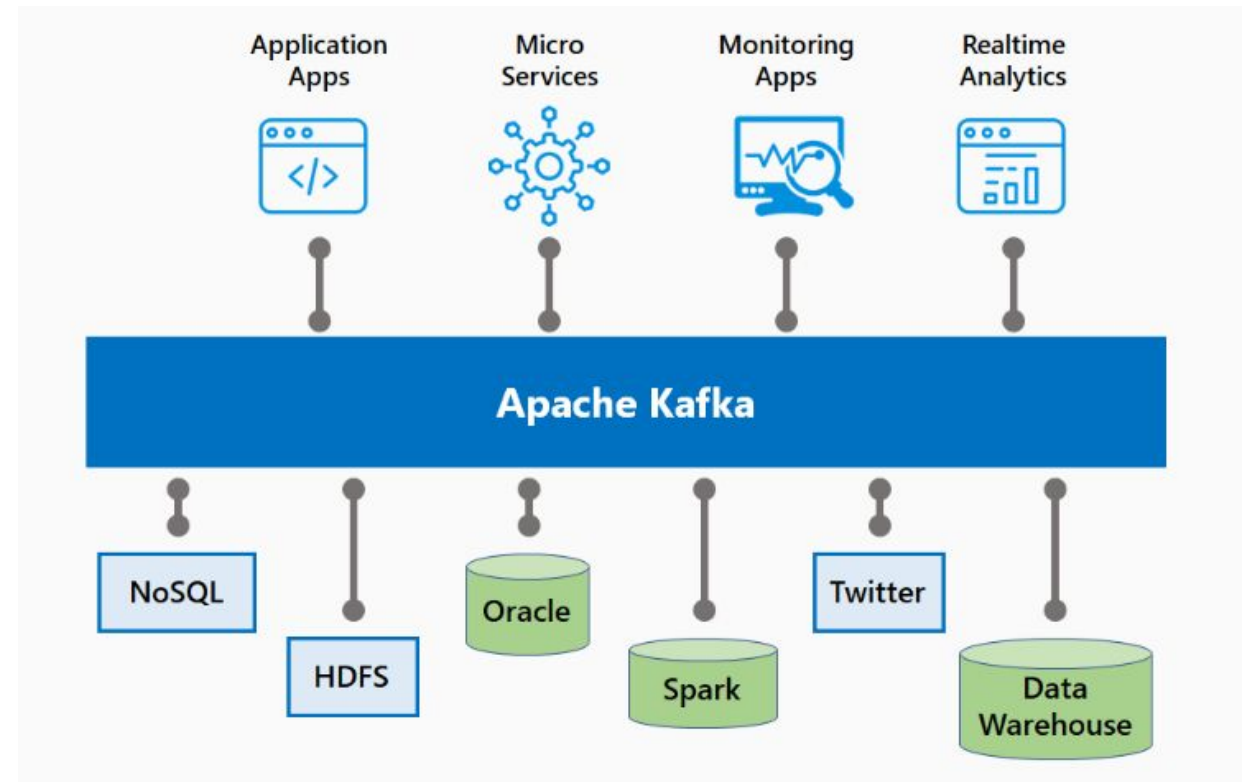 Application
Apps
Micro
Services
Monitoring
Apps
Realtime
Analytics
</>
Apache Kafka
NoSQL
HDFS
Oracle
Spark
Twitter
Data
Warehouse